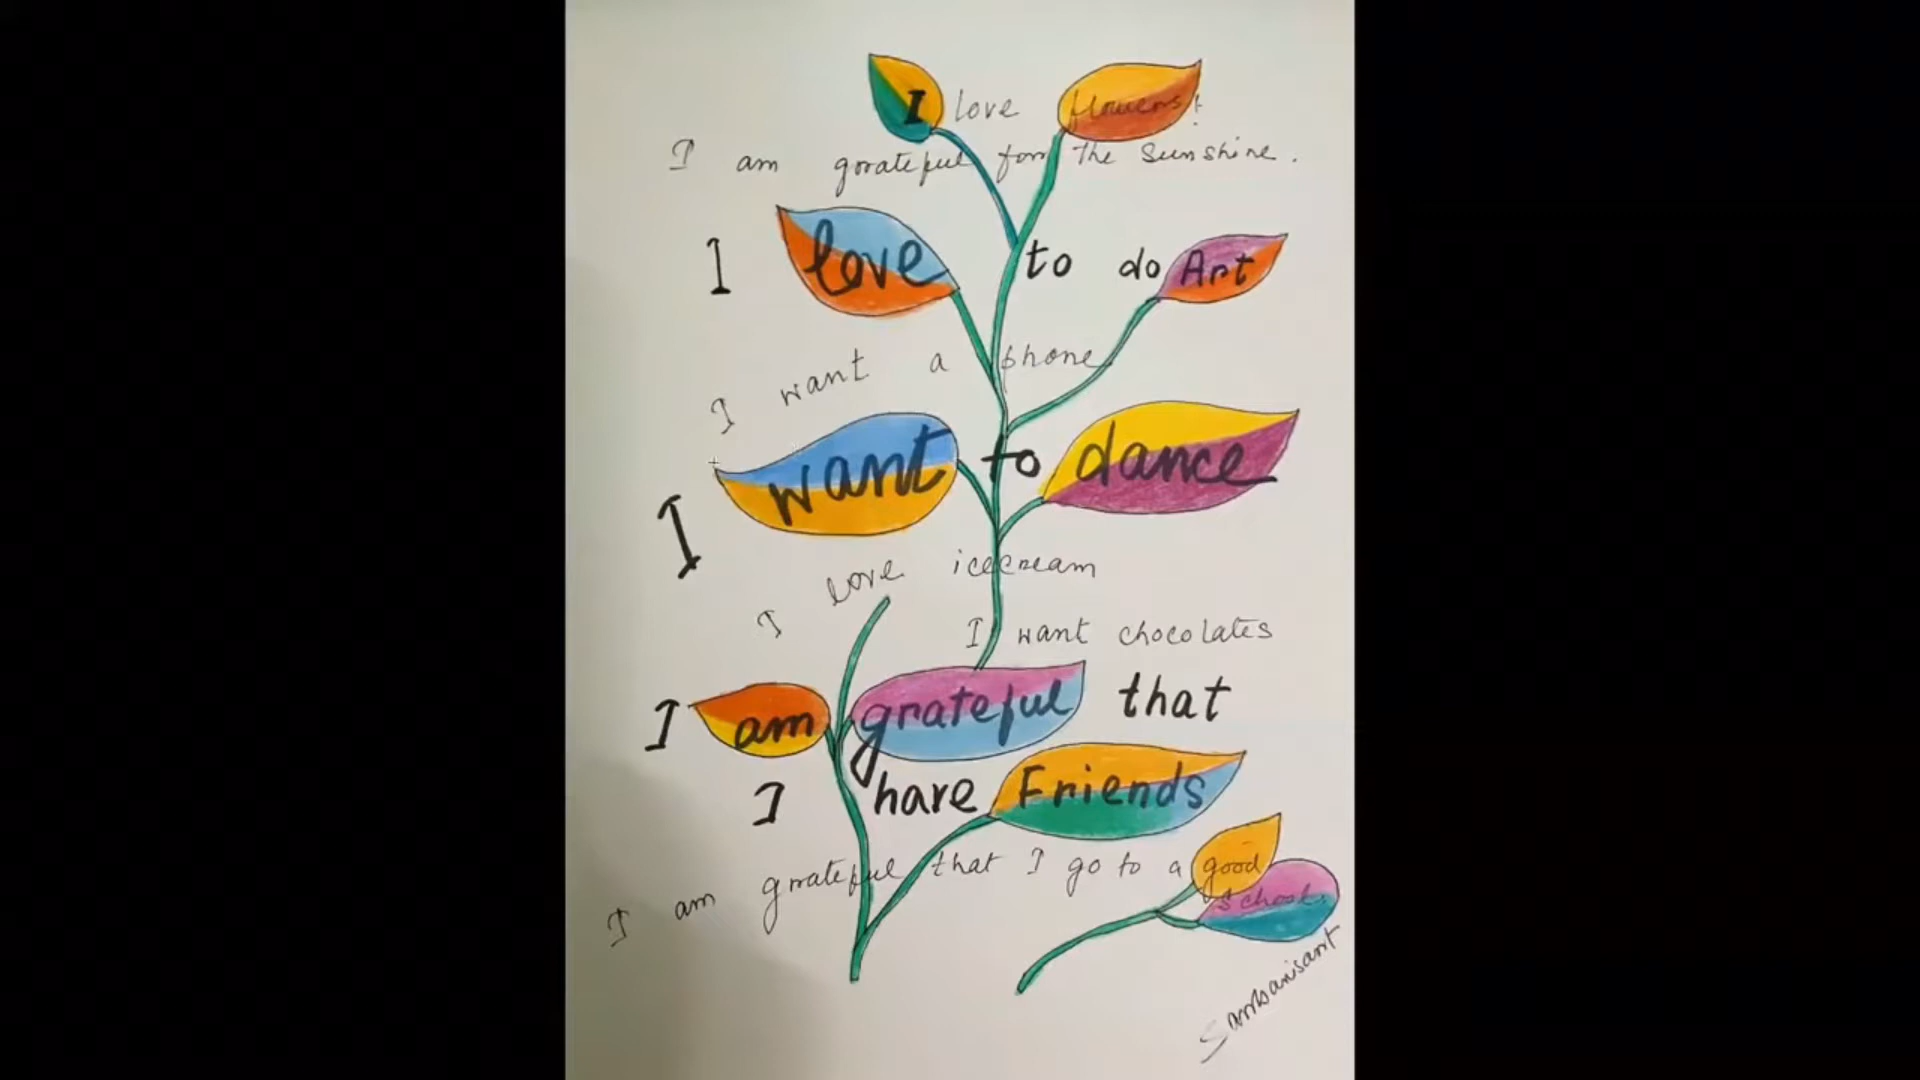 I love flowers!
I am grateful for the Sunshine.
I love to do Art
I want a phone
I want to dance
I love icecream
I want chocolates
I am grateful that
I have Friends
I am grateful that I go to a good
school.